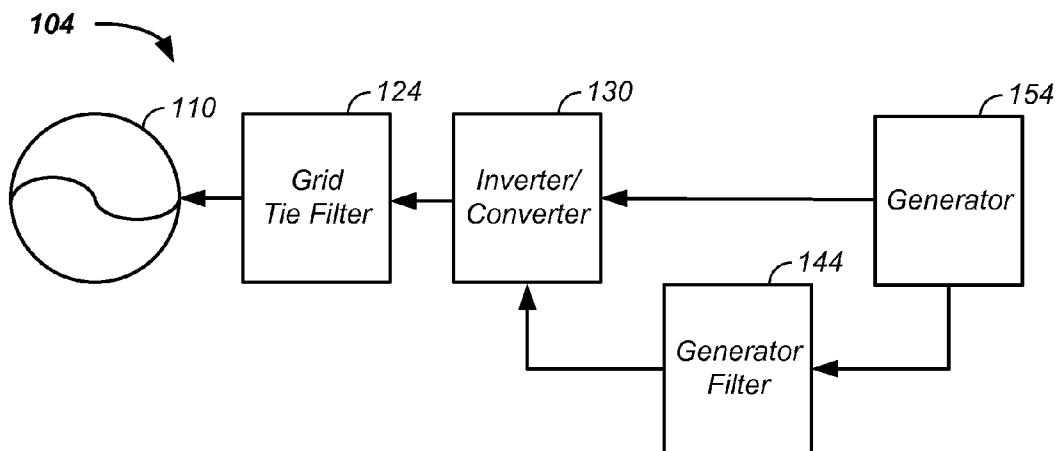 104
110
124
130
154
Grid
Tie Filter
Inverter/
Converter
Generator
144
Generator
Filter